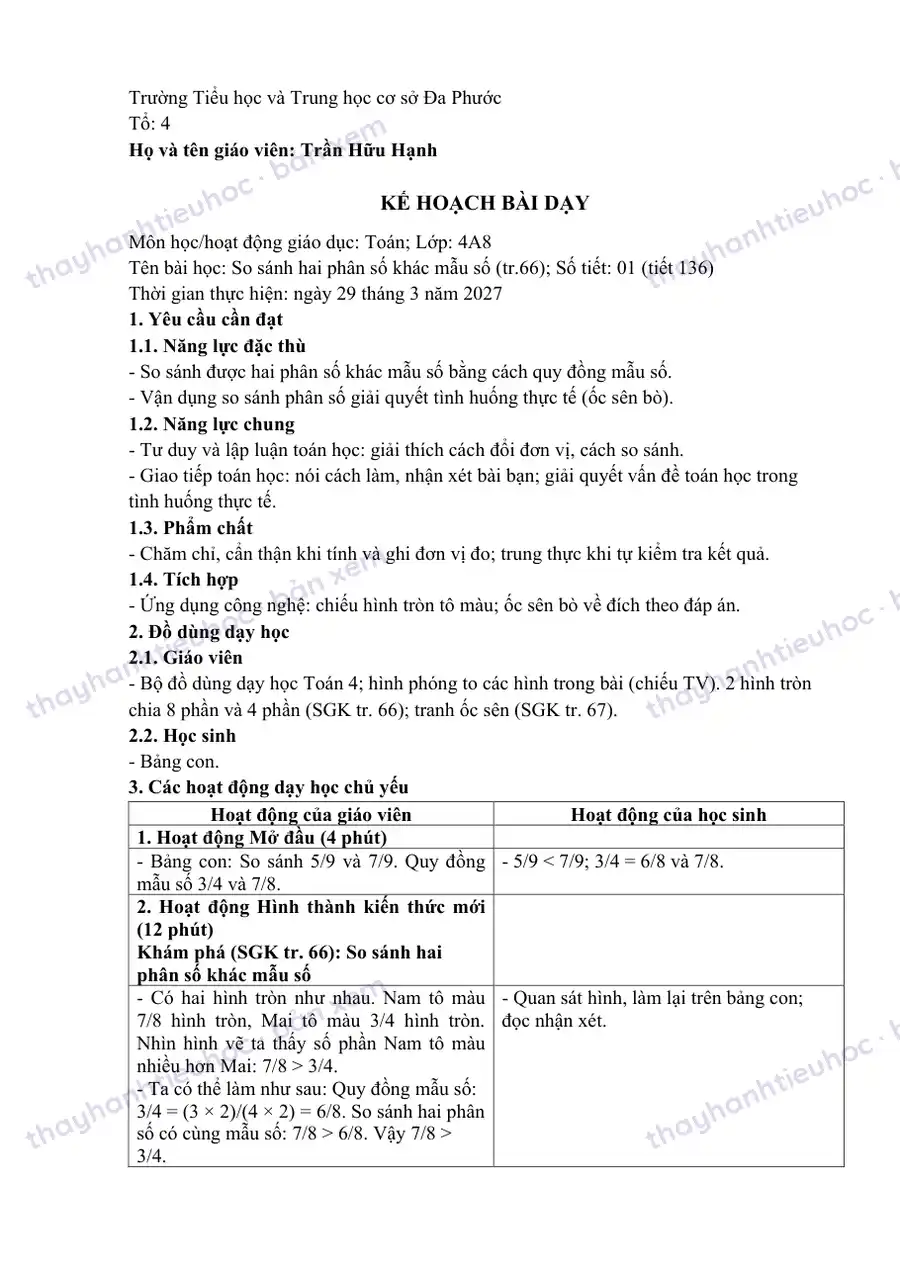 Trường Tiểu học và Trung học cơ sở Đa Phước
Tổ: 4
Họ và tên giáo viên: Trần Hữu Hạnh
KẾ HOẠCH BÀI DẠY
Môn học/hoạt động giáo dục: Toán; Lớp: 4A8
Tên bài học: So sánh hai phân số khác mẫu số (tr.66); Số tiết: 01 (tiết 136)
Thời gian thực hiện: ngày 29 tháng 3 năm 2027
1. Yêu cầu cần đạt
1.1. Năng lực đặc thù
- So sánh được hai phân số khác mẫu số bằng cách quy đồng mẫu số.
- Vận dụng so sánh phân số giải quyết tình huống thực tế (ốc sên bò).
1.2. Năng lực chung
- Tư duy và lập luận toán học: giải thích cách đổi đơn vị, cách so sánh.
- Giao tiếp toán học: nói cách làm, nhận xét bài bạn; giải quyết vấn đề toán học trong
tình huống thực tế.
1.3. Phẩm chất
- Chăm chỉ, cẩn thận khi tính và ghi đơn vị đo; trung thực khi tự kiểm tra kết quả.
1.4. Tích hợp
- Ứng dụng công nghệ: chiếu hình tròn tô màu; ốc sên bò về đích theo đáp án.
2. Đồ dùng dạy học
2.1. Giáo viên
- Bộ đồ dùng dạy học Toán 4; hình phóng to các hình trong bài (chiếu TV). 2 hình tròn
chia 8 phần và 4 phần (SGK tr. 66); tranh ốc sên (SGK tr. 67).
2.2. Học sinh
- Bảng con.
3. Các hoạt động dạy học chủ yếu
Hoạt động của giáo viên
Hoạt động của học sinh
1. Hoạt động Mở đầu (4 phút)
- Bảng con: So sánh 5/9 và 7/9. Quy đồng
mẫu số 3/4 và 7/8.
- 5/9 < 7/9; 3/4 = 6/8 và 7/8.
2. Hoạt động Hình thành kiến thức mới
(12 phút)
Khám phá (SGK tr. 66): So sánh hai
phân số khác mẫu số
- Có hai hình tròn như nhau. Nam tô màu
7/8 hình tròn, Mai tô màu 3/4 hình tròn.
Nhìn hình vẽ ta thấy số phần Nam tô màu
nhiều hơn Mai: 7/8 > 3/4.
- Ta có thể làm như sau: Quy đồng mẫu số:
3/4 = (3 × 2)/(4 × 2) = 6/8. So sánh hai phân
số có cùng mẫu số: 7/8 > 6/8. Vậy 7/8 >
3/4.
- Quan sát hình, làm lại trên bảng con;
đọc nhận xét.
thayhanhtieuhoc · bản xem
thayhanhtieuhoc · b
thayhanhtieuhoc · bản xem
thayhanhtieuhoc · b
thayhanhtieuhoc · bản xem
thayhanhtieuhoc · b